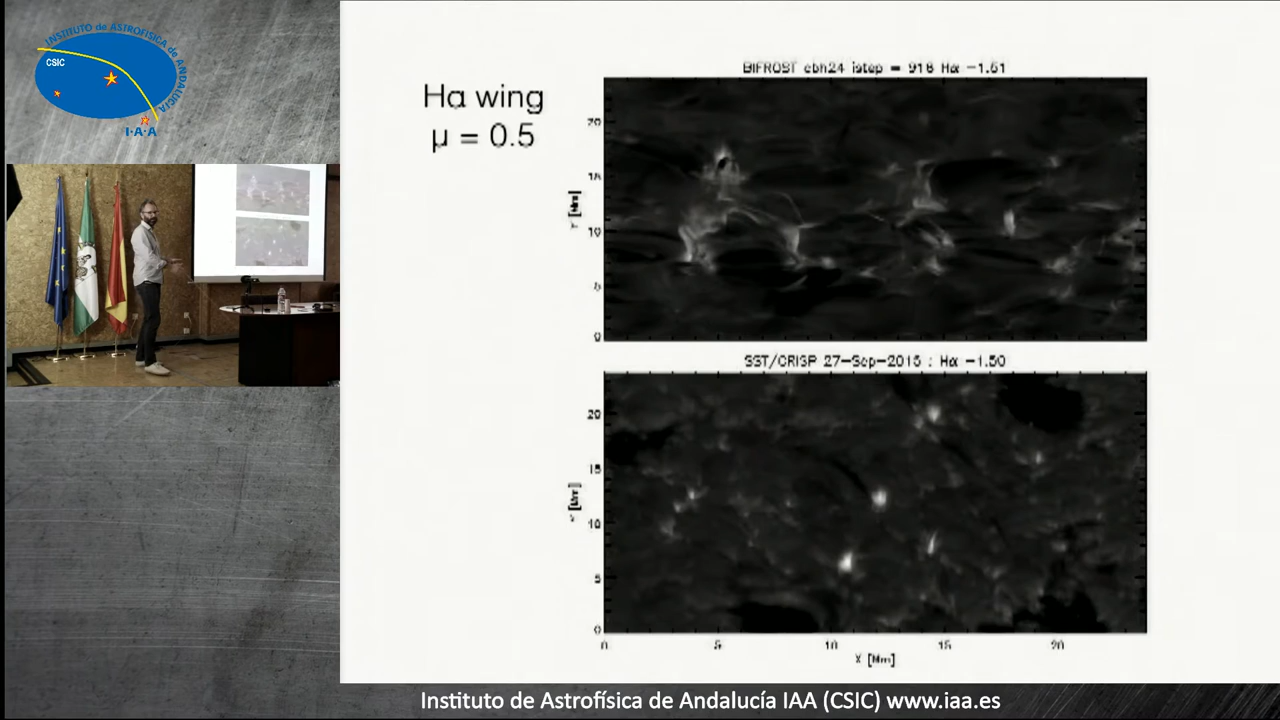 INSTITUTO de ASTROFÍSICA de ANDALUCÍA
CSIC
I·A·A
Hα wing
μ = 0.5
BIFROST cbh24 istep = 916 Hα −1.51
20
15
10
5
0
Y [Mm]
SST/CRISP 27−Sep−2015 : Hα −1.50
20
15
10
5
0
0 5 10 15 20
X [Mm]
Instituto de Astrofísica de Andalucía IAA (CSIC) www.iaa.es